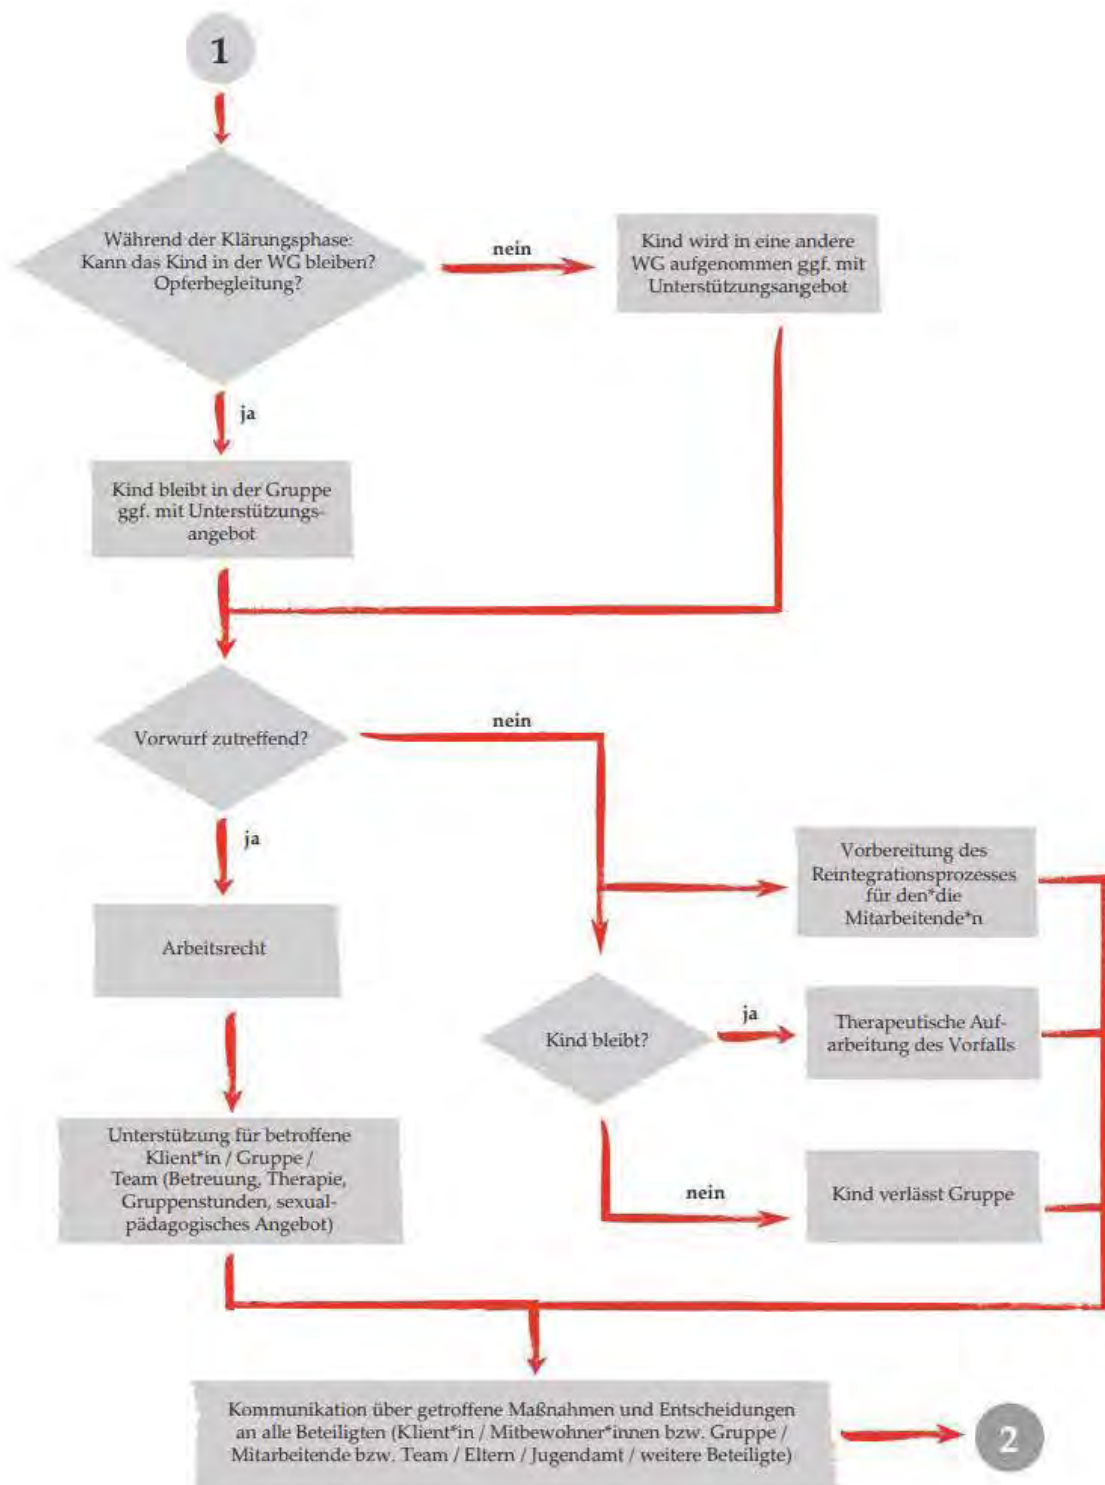 1
Während der Klärungsphase:
Kann das Kind in der WG bleiben?
Opferbegleitung?
nein
Kind wird in eine andere
WG aufgenommen ggf. mit
Unterstützungsangebot
ja
Kind bleibt in der Gruppe
ggf. mit Unterstützungs-
angebot
Vorwurf zutreffend?
nein
ja
Vorbereitung des
Reintegrationsprozesses
für den*die
Mitarbeitende*n
Arbeitsrecht
Kind bleibt?
ja
Therapeutische Auf-
arbeitung des Vorfalls
Unterstützung für betroffene
Klient*in / Gruppe /
Team (Betreuung, Therapie,
Gruppenstunden, sexual-
pädagogisches Angebot)
nein
Kind verlässt Gruppe
Kommunikation über getroffene Maßnahmen und Entscheidungen
an alle Beteiligten (Klient*in / Mitbewohner*innen bzw. Gruppe /
Mitarbeitende bzw. Team / Eltern / Jugendamt / weitere Beteiligte)
2